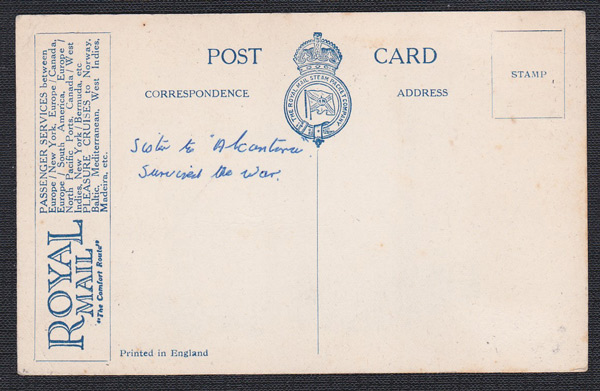 POST CARD
THE ROYAL MAIL STEAM PACKET COMPANY
CORRESPONDENCE
ADDRESS
STAMP
Sister to "Alcantara"
Survived the war.
PASSENGER SERVICES between
Europe/New York, Europe/Canada,
Europe/South America, Europe/
North Pacific Ports, Canada/West
Indies, New York/Bermuda, etc
PLEASURE CRUISES to Norway,
Baltic, Mediterranean, West Indies,
Madeira, etc.
ROYAL
MAIL
"The Comfort Route"
Printed in England